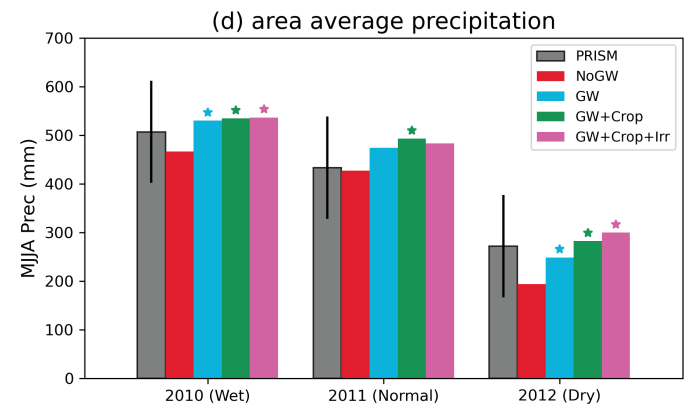 (d) area average precipitation
MJJA Prec (mm)
700
600
500
400
300
200
100
0
PRISM
NoGW
GW
GW+Crop
GW+Crop+Irr
2010 (Wet)
2011 (Normal)
2012 (Dry)